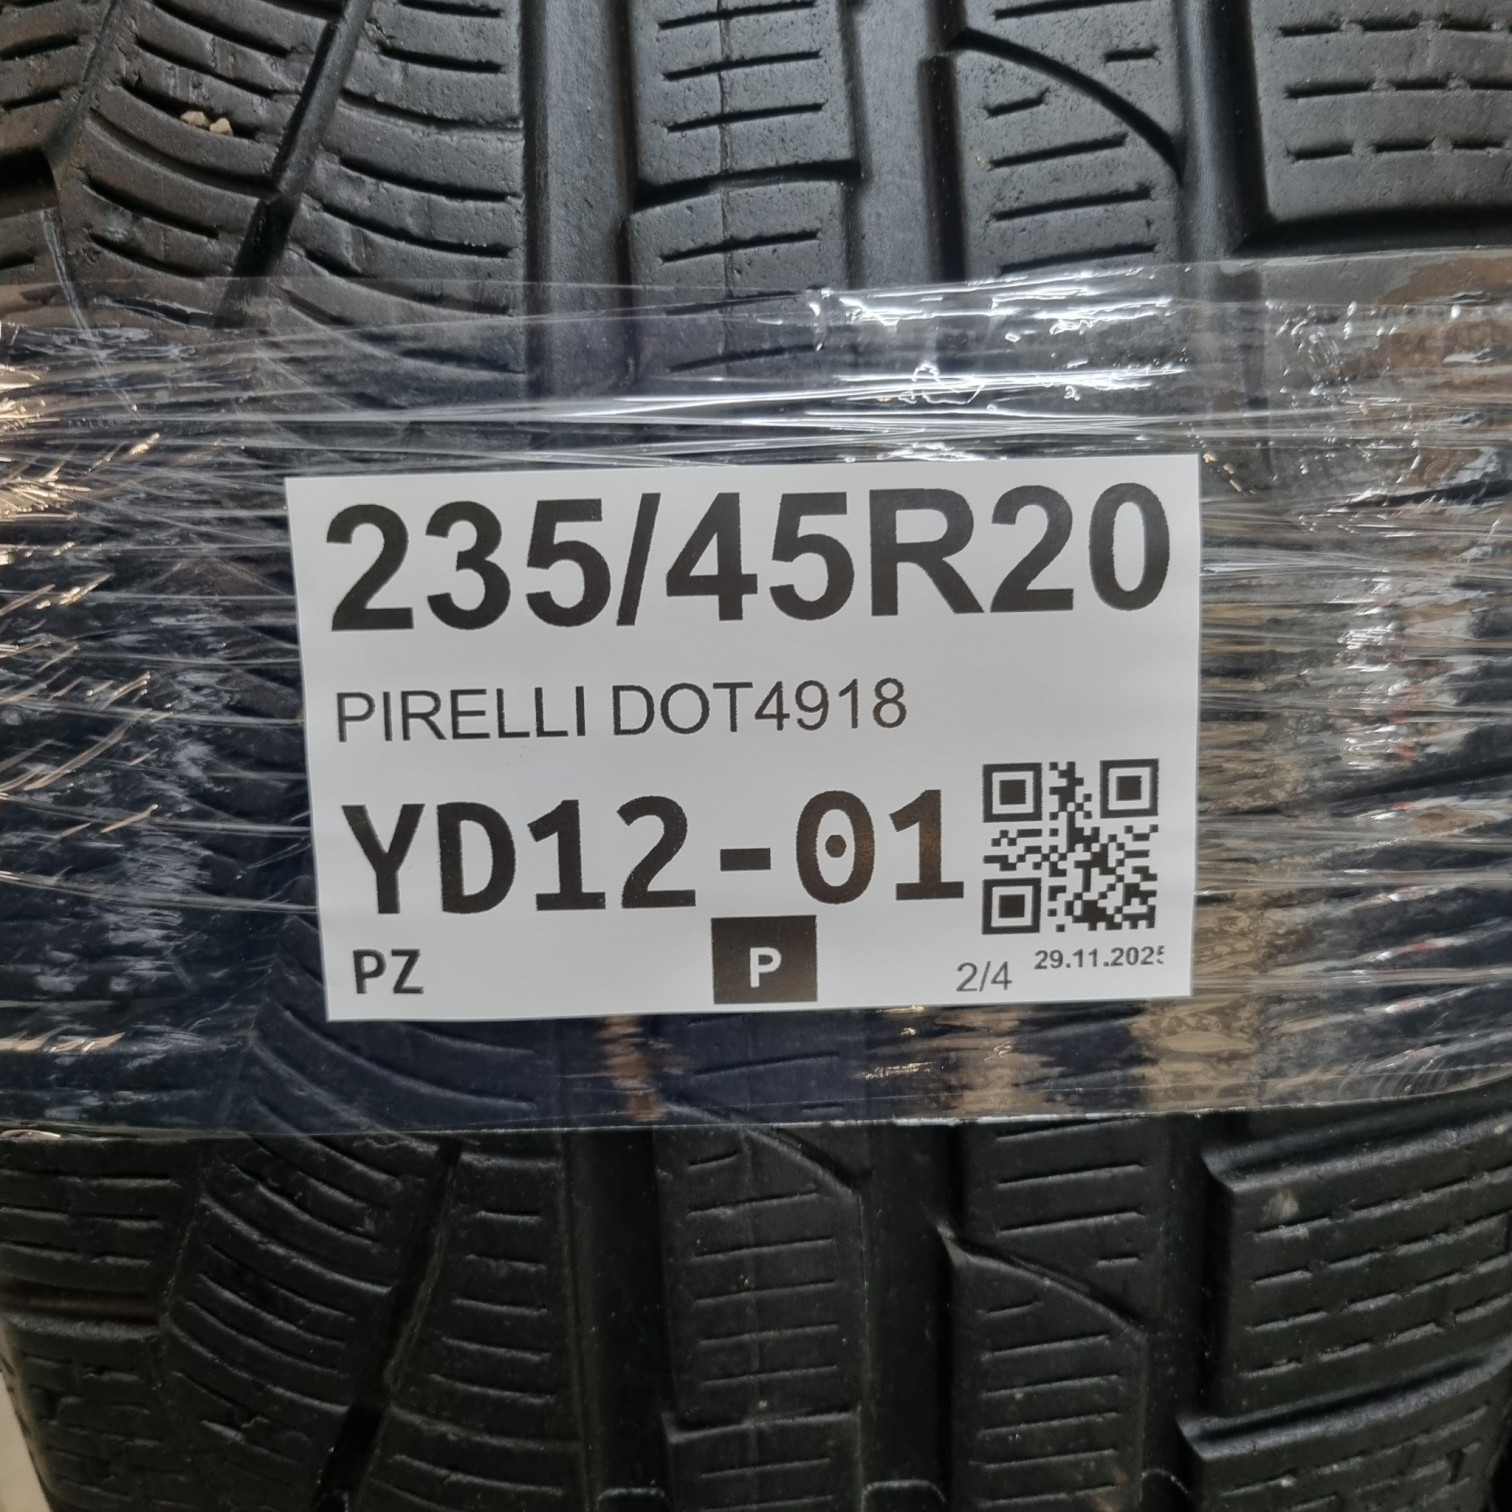 235/45R20
PIRELLI DOT4918
YD12-01
PZ P 2/4 29.11.2025